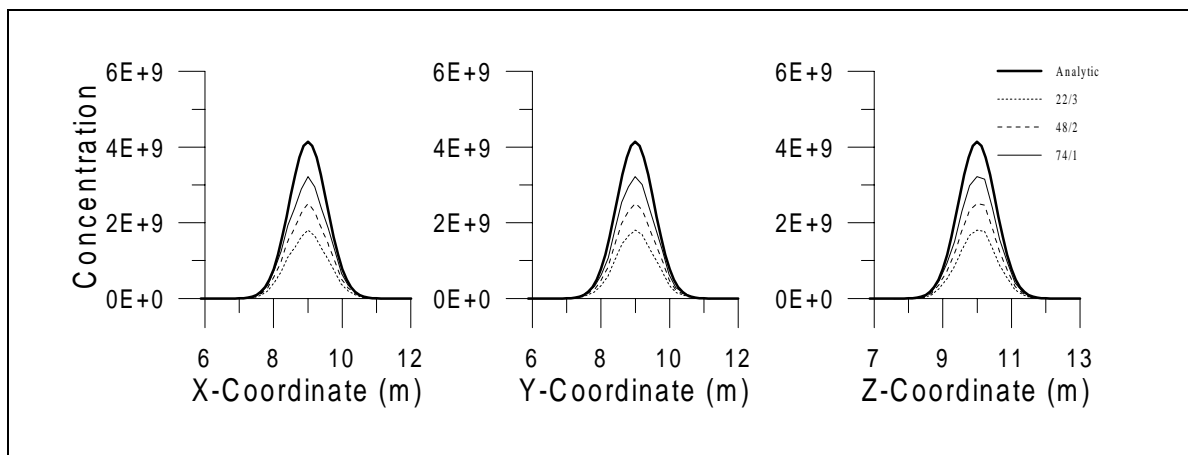 6E+9
4E+9
2E+9
0E+0
Concentration
6 8 10 12
X-Coordinate (m)
6E+9
4E+9
2E+9
0E+0
6 8 10 12
Y-Coordinate (m)
6E+9
4E+9
2E+9
0E+0
7 9 11 13
Z-Coordinate (m)
Analytic
22/3
48/2
74/1